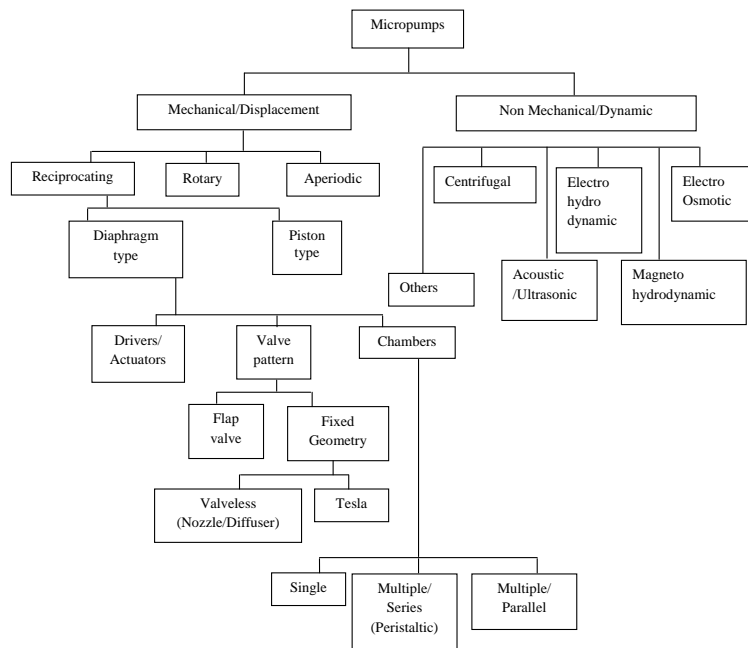 Micropumps
Mechanical/Displacement
Non Mechanical/Dynamic
Reciprocating
Rotary
Aperiodic
Centrifugal
Electro
hydro
dynamic
Electro
Osmotic
Diaphragm
type
Piston
type
Others
Acoustic
/Ultrasonic
Magneto
hydrodynamic
Drivers/
Actuators
Valve
pattern
Chambers
Flap
valve
Fixed
Geometry
Valveless
(Nozzle/Diffuser)
Tesla
Single
Multiple/
Series
(Peristaltic)
Multiple/
Parallel